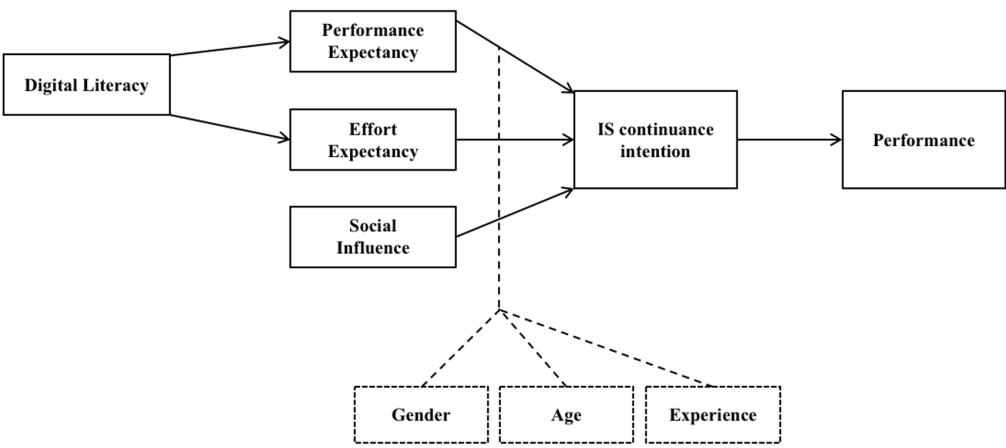 Digital Literacy
Performance
Expectancy
Effort
Expectancy
Social
Influence
IS continuance
intention
Performance
Gender
Age
Experience